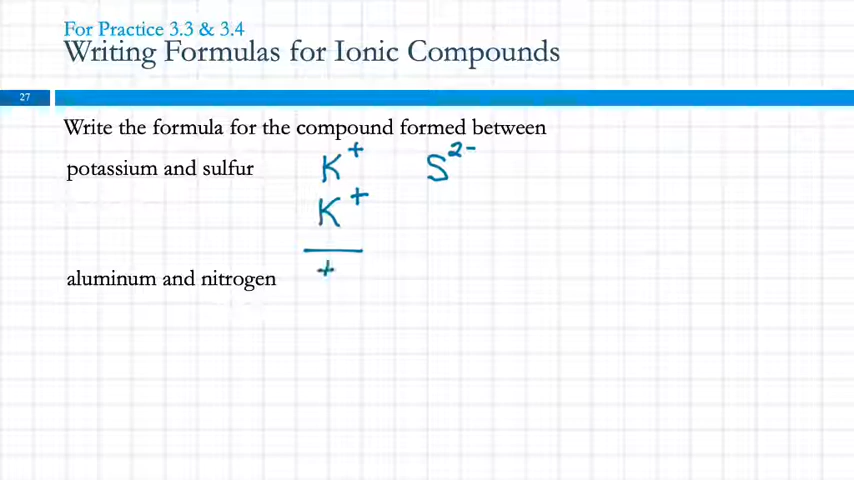 For Practice 3.3 & 3.4
Writing Formulas for Ionic Compounds
27
Write the formula for the compound formed between
potassium and sulfur K⁺ S²⁻
K⁺
+
aluminum and nitrogen